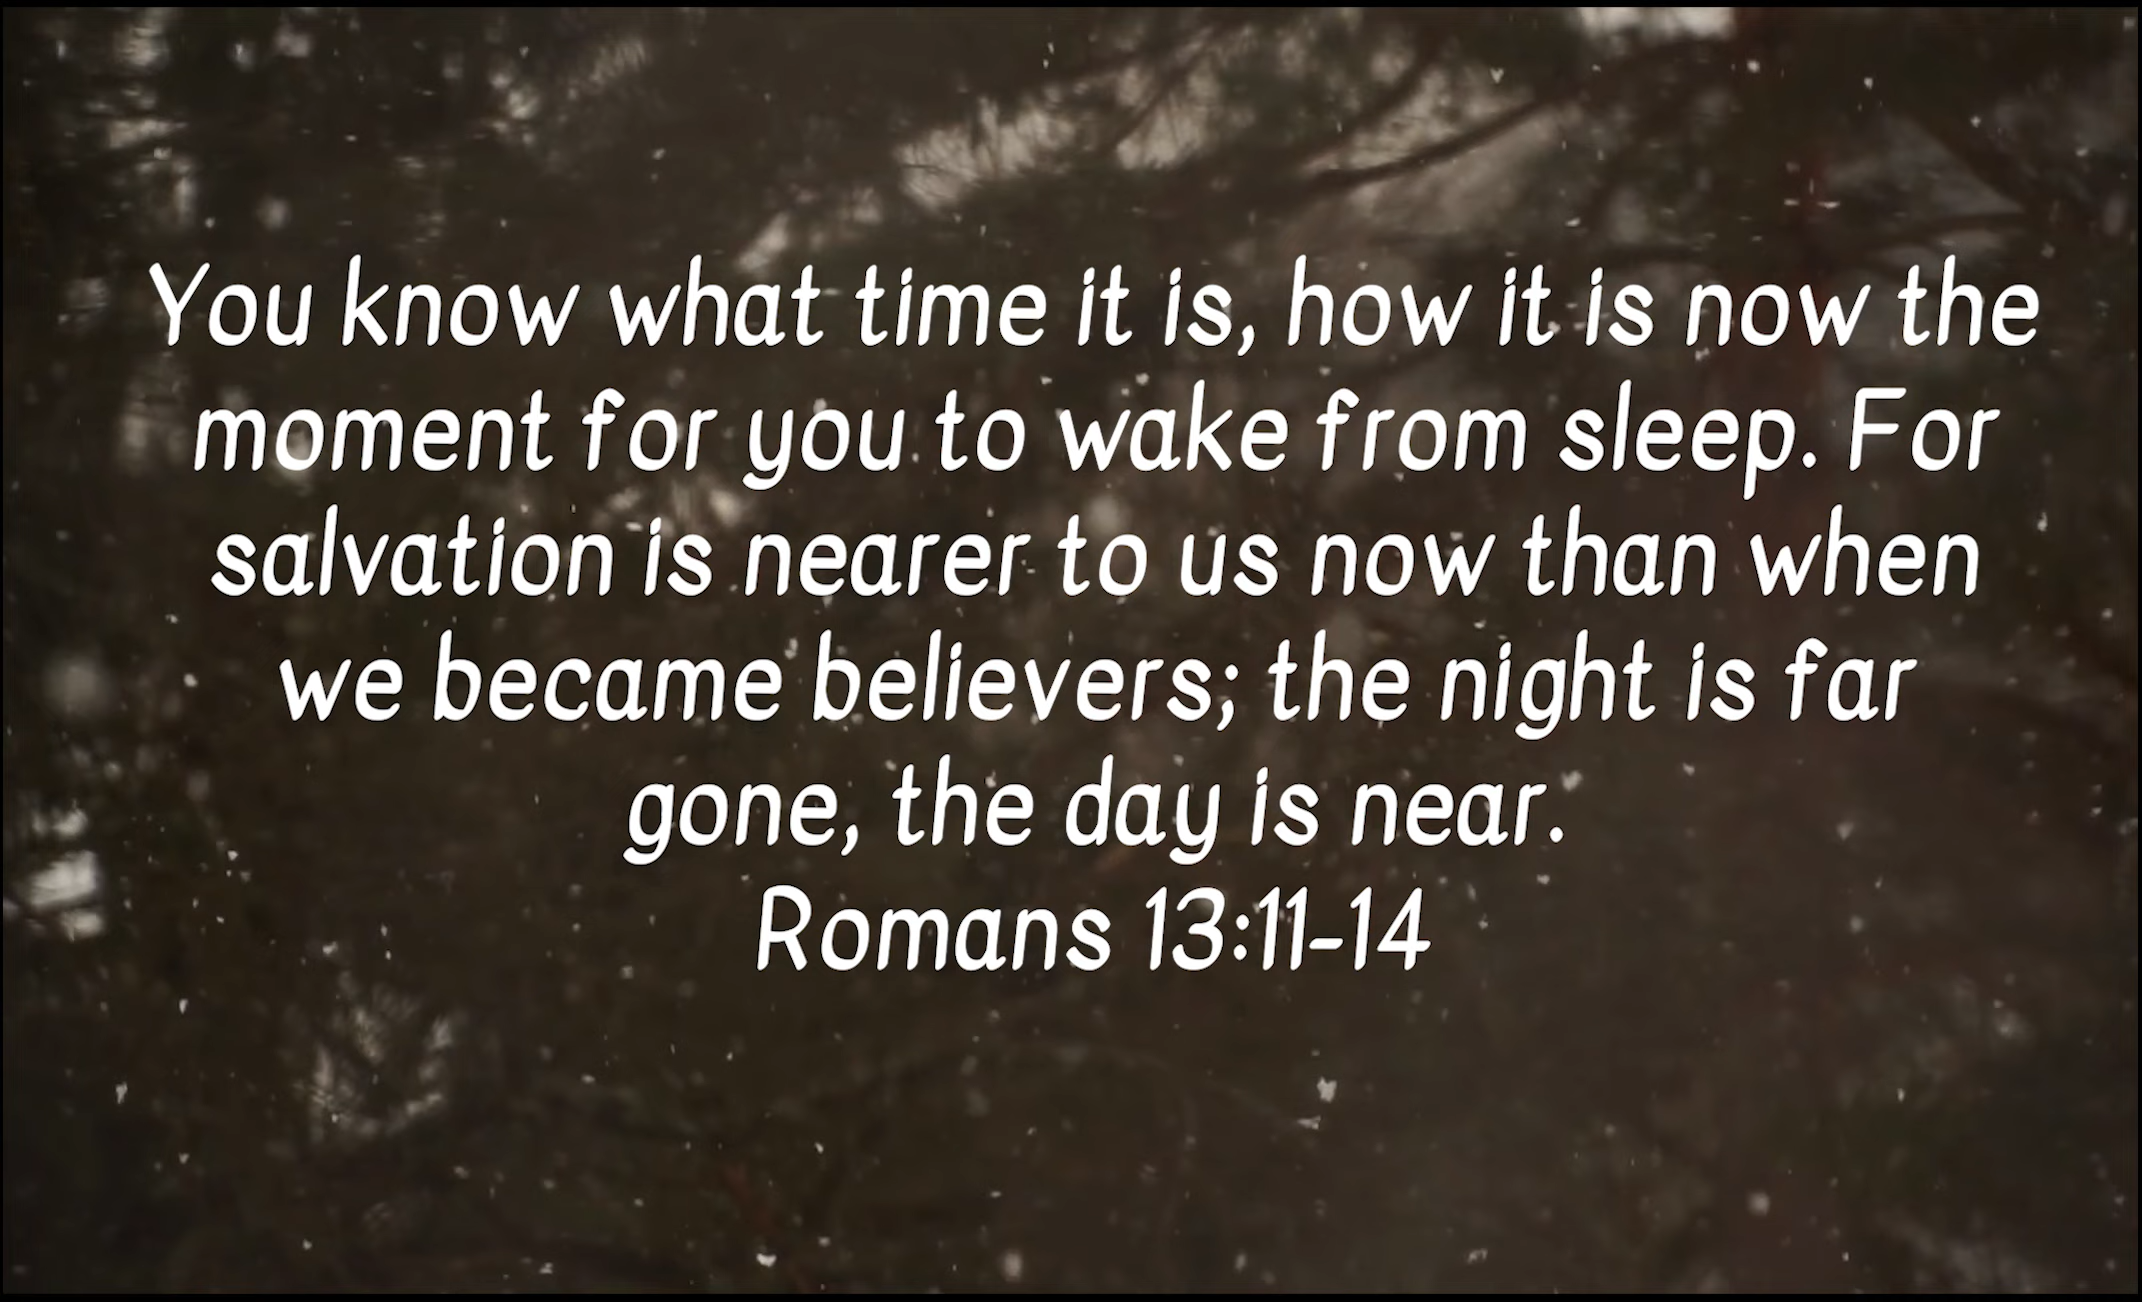 You know what time it is, how it is now the
moment for you to wake from sleep. For
salvation is nearer to us now than when
we became believers; the night is far
gone, the day is near.
Romans 13:11-14